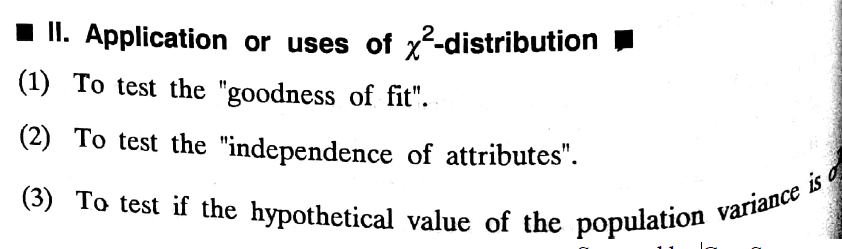 ■ II. Application or uses of χ²-distribution ■
(1) To test the "goodness of fit".
(2) To test the "independence of attributes".
(3) To test if the hypothetical value of the population variance is